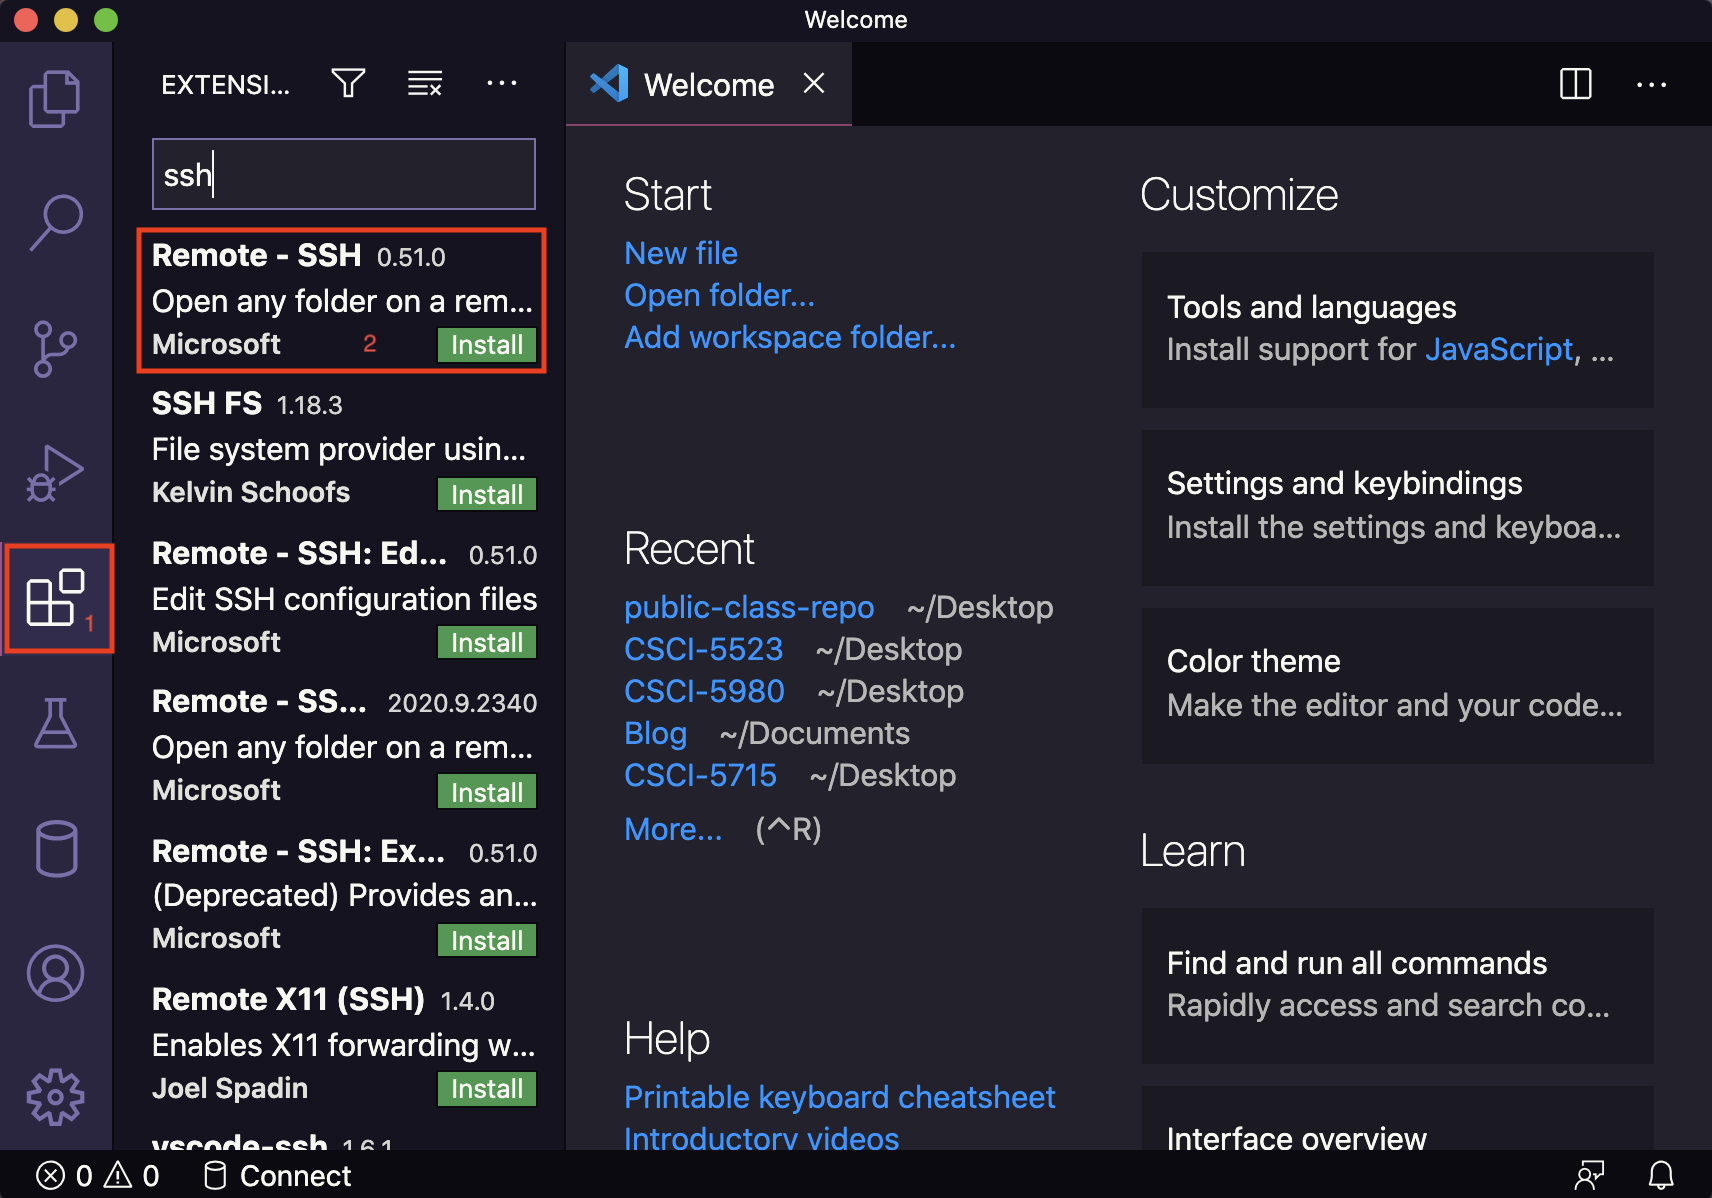 Welcome
EXTENSI...
ssh
Remote - SSH 0.51.0
Open any folder on a rem...
Microsoft 2 Install
SSH FS 1.18.3
File system provider usin...
Kelvin Schoofs Install
Remote - SSH: Ed... 0.51.0
Edit SSH configuration files
Microsoft Install
1
Remote - SS... 2020.9.2340
Open any folder on a rem...
Microsoft Install
Remote - SSH: Ex... 0.51.0
(Deprecated) Provides an...
Microsoft Install
Remote X11 (SSH) 1.4.0
Enables X11 forwarding w...
Joel Spadin Install
vscode-ssh 1.6.1
Welcome
Start
New file
Open folder...
Add workspace folder...
Recent
public-class-repo ~/Desktop
CSCI-5523 ~/Desktop
CSCI-5980 ~/Desktop
Blog ~/Documents
CSCI-5715 ~/Desktop
More... (^R)
Help
Printable keyboard cheatsheet
Introductory videos
Customize
Tools and languages
Install support for JavaScript, ...
Settings and keybindings
Install the settings and keyboa...
Color theme
Make the editor and your code...
Learn
Find and run all commands
Rapidly access and search co...
Interface overview
0 0 Connect